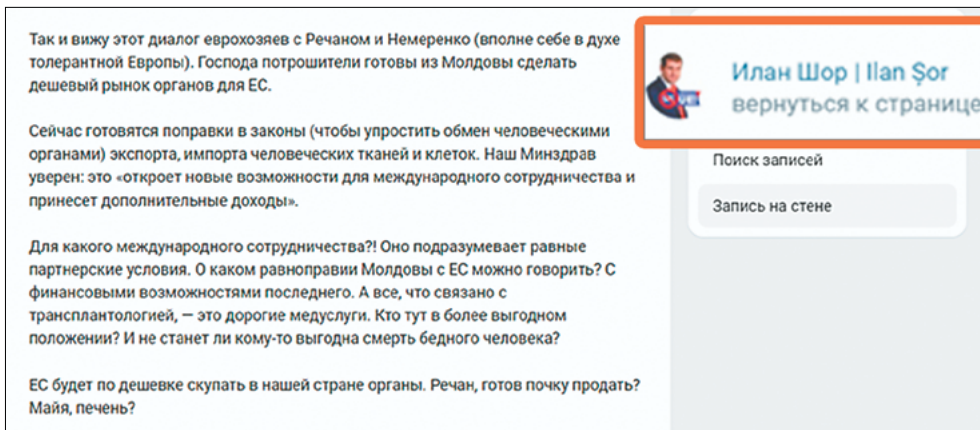 Так и вижу этот диалог еврохозяев с Речаном и Немеренко (вполне себе в духе
толерантной Европы). Господа потрошители готовы из Молдовы сделать
дешевый рынок органов для ЕС.
Сейчас готовятся поправки в законы (чтобы упростить обмен человеческими
органами) экспорта, импорта человеческих тканей и клеток. Наш Минздрав
уверен: это «откроет новые возможности для международного сотрудничества и
принесет дополнительные доходы».
Для какого международного сотрудничества?! Оно подразумевает равные
партнерские условия. О каком равноправии Молдовы с ЕС можно говорить? С
финансовыми возможностями последнего. А все, что связано с
трансплантологией, — это дорогие медуслуги. Кто тут в более выгодном
положении? И не станет ли кому-то выгодна смерть бедного человека?
ЕС будет по дешевке скупать в нашей стране органы. Речан, готов почку продать?
Майя, печень?
Илан Шор | Ilan Șor
вернуться к странице
Поиск записей
Запись на стене